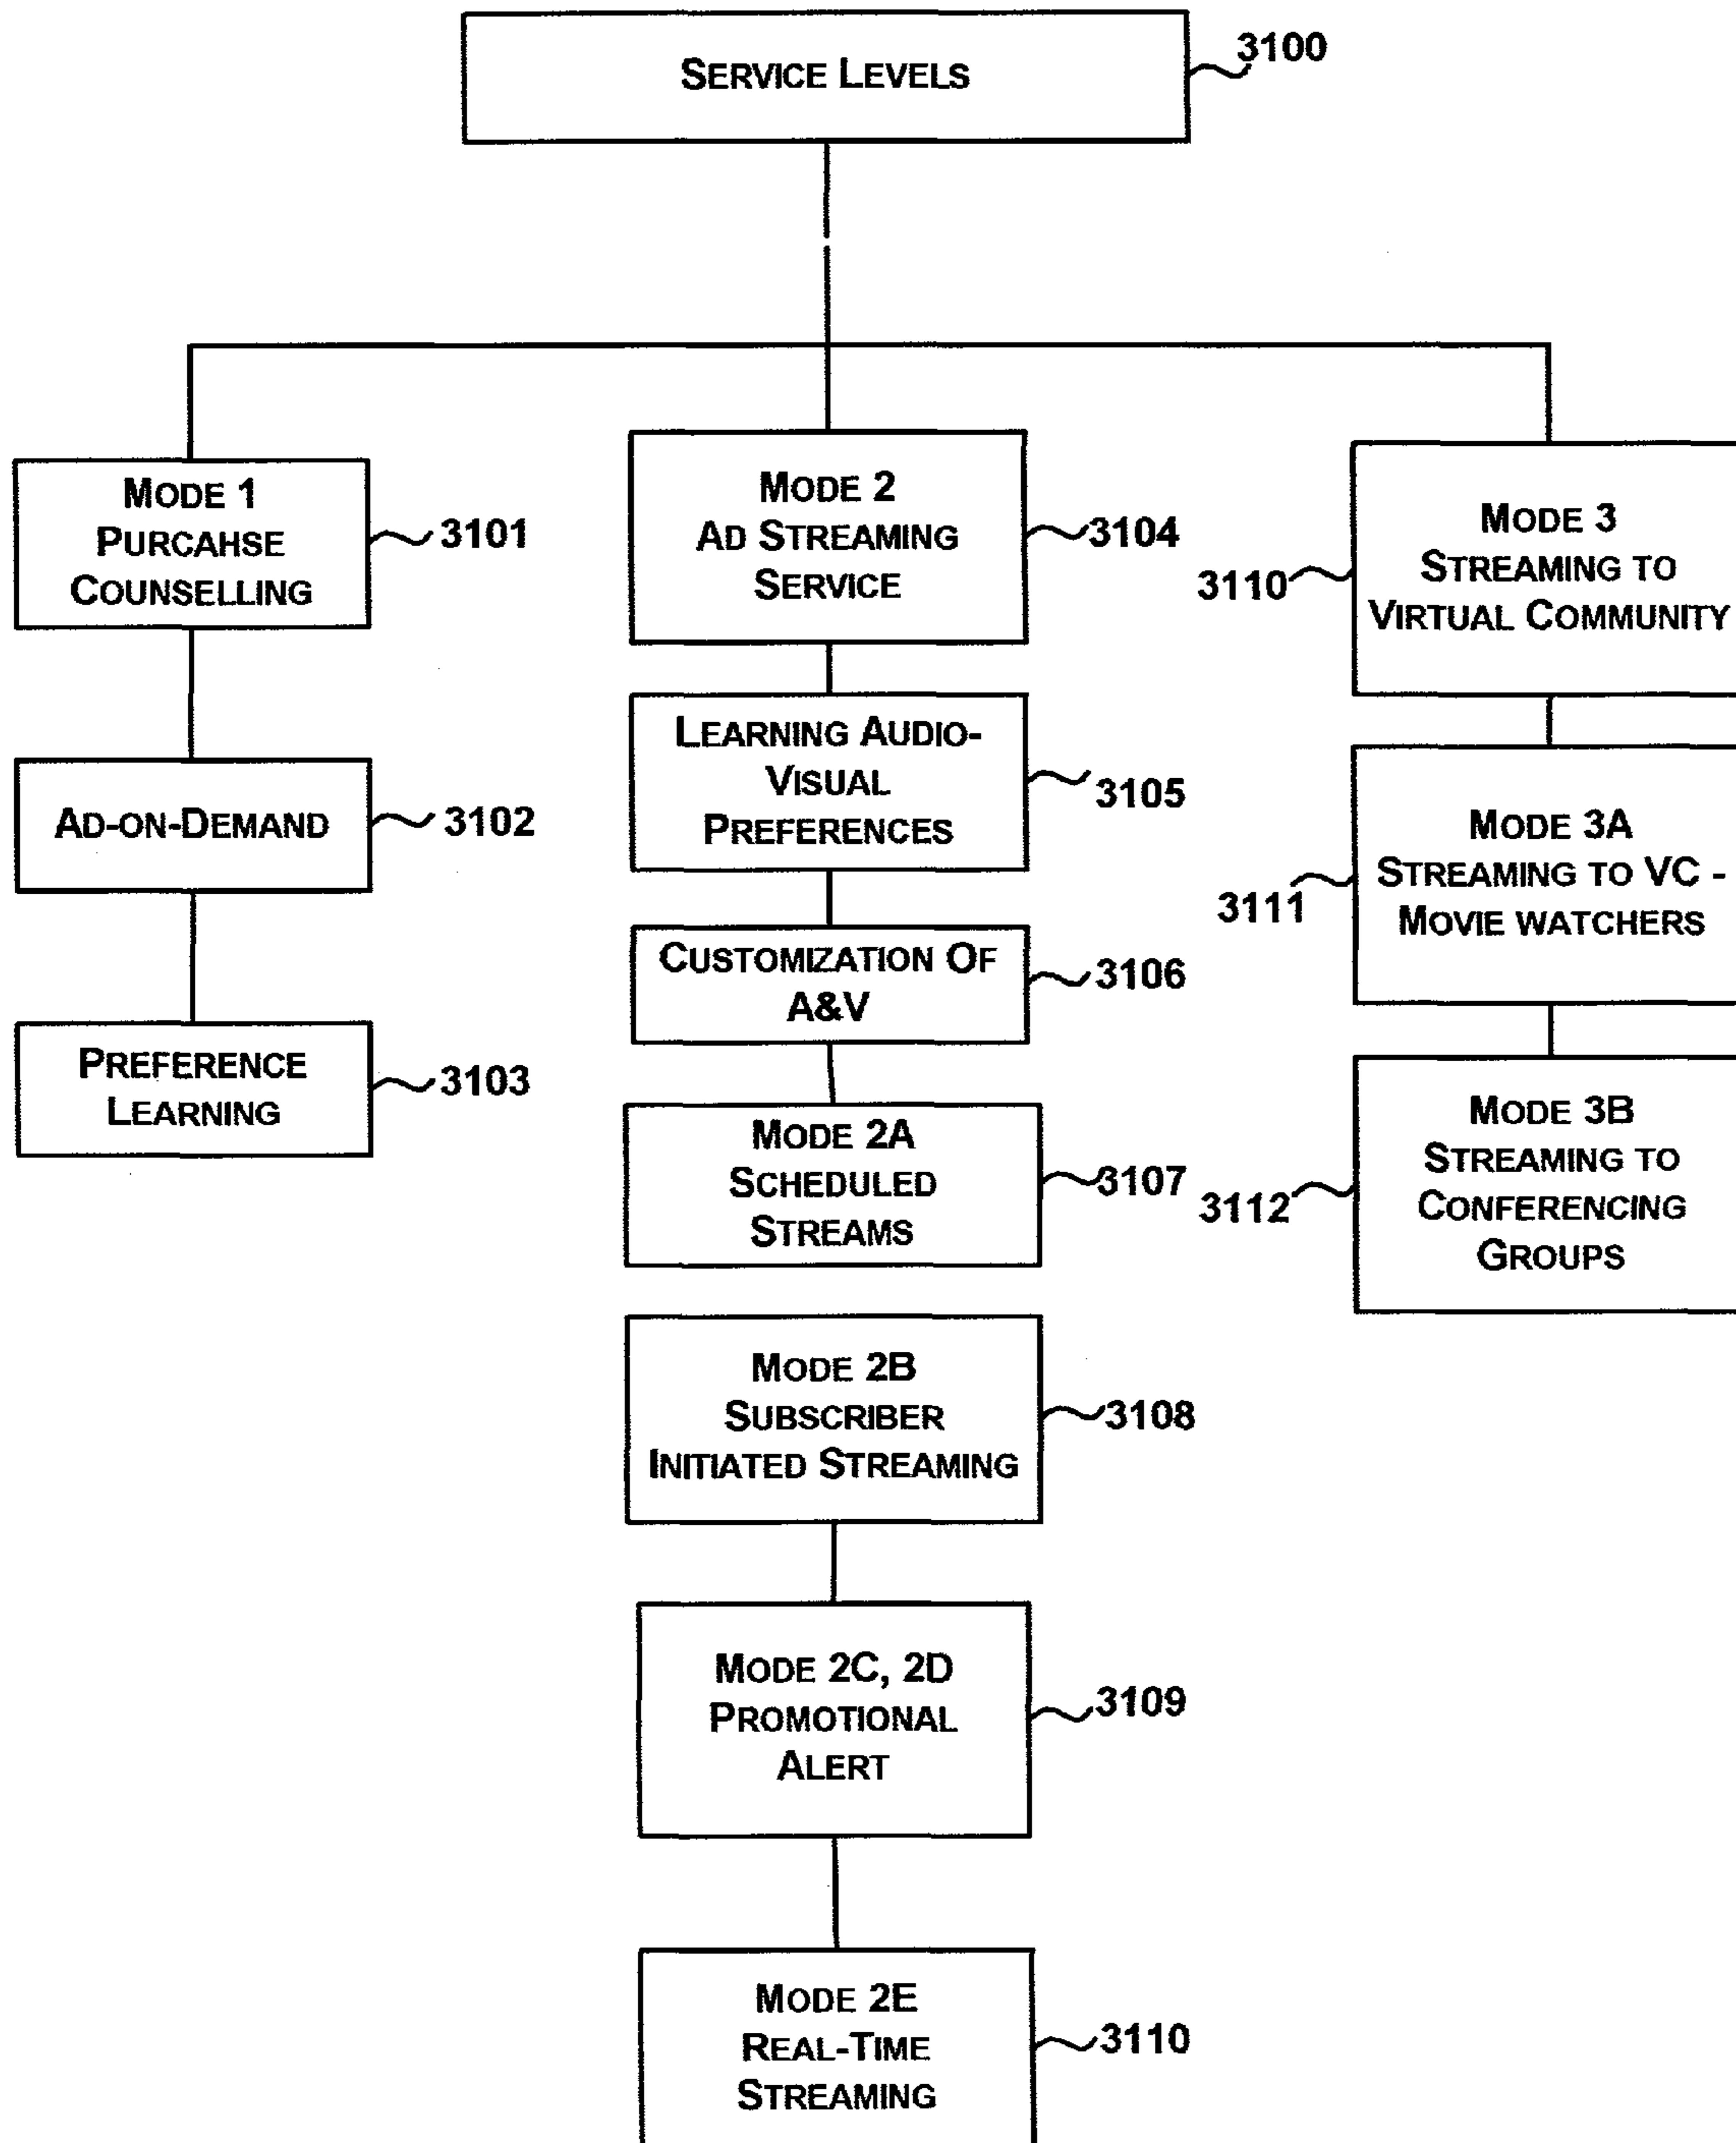 SERVICE LEVELS
3100
MODE 1
PURCAHSE
COUNSELLING
3101
AD-ON-DEMAND
3102
PREFERENCE
LEARNING
3103
MODE 2
AD STREAMING
SERVICE
3104
LEARNING AUDIO-
VISUAL
PREFERENCES
3105
CUSTOMIZATION OF
A&V
3106
MODE 2A
SCHEDULED
STREAMS
3107
MODE 2B
SUBSCRIBER
INITIATED STREAMING
3108
MODE 2C, 2D
PROMOTIONAL
ALERT
3109
MODE 2E
REAL-TIME
STREAMING
3110
MODE 3
STREAMING TO
VIRTUAL COMMUNITY
3110
MODE 3A
STREAMING TO VC -
MOVIE WATCHERS
3111
MODE 3B
STREAMING TO
CONFERENCING
GROUPS
3112